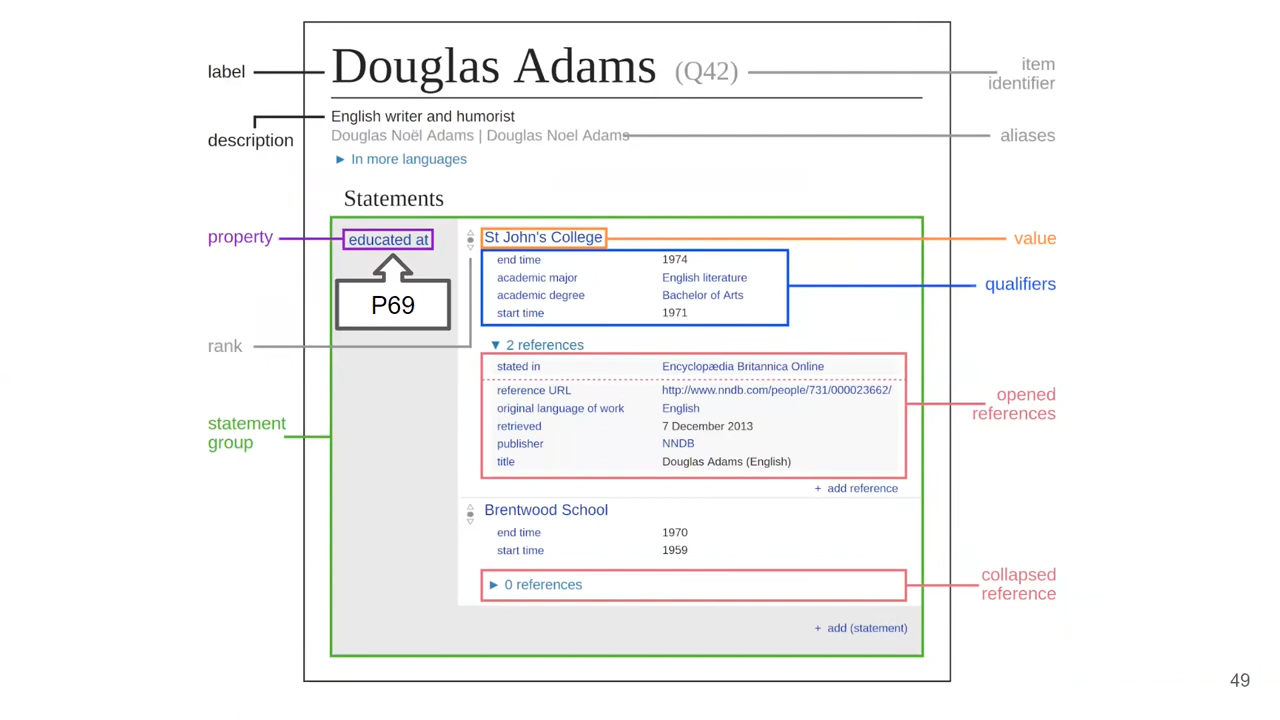 label
Douglas Adams (Q42)
item
identifier
description
English writer and humorist
Douglas Noël Adams | Douglas Noel Adams
aliases
► In more languages
Statements
property
educated at
St John's College
value
P69
end time 1974
academic major English literature
academic degree Bachelor of Arts
start time 1971
qualifiers
rank
▼ 2 references
stated in Encyclopædia Britannica Online
reference URL http://www.nndb.com/people/731/000023662/
original language of work English
retrieved 7 December 2013
publisher NNDB
title Douglas Adams (English)
opened
references
statement
group
+ add reference
Brentwood School
end time 1970
start time 1959
► 0 references
collapsed
reference
+ add (statement)
49